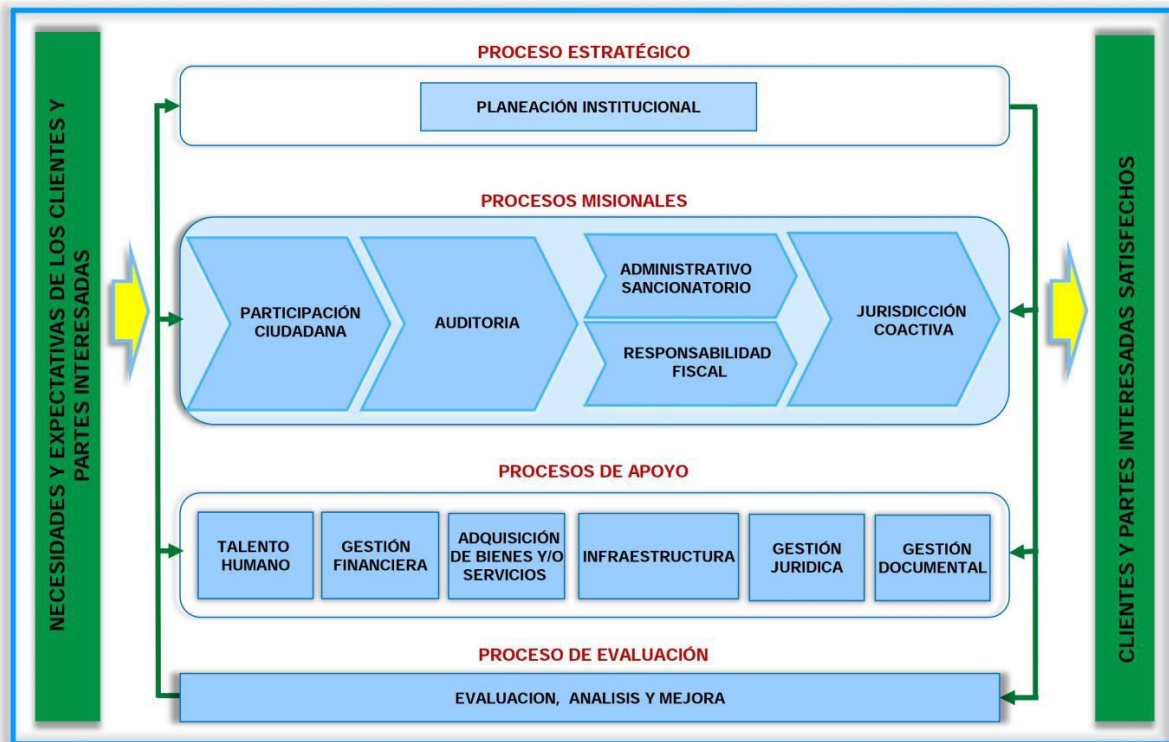 NECESIDADES Y EXPECTATIVAS DE LOS CLIENTES Y
PARTES INTERESADAS
PROCESO ESTRATÉGICO
PLANEACIÓN INSTITUCIONAL
PROCESOS MISIONALES
PARTICIPACIÓN
CIUDADANA
AUDITORIA
ADMINISTRATIVO
SANCIONATORIO
RESPONSABILIDAD
FISCAL
JURISDICCIÓN
COACTIVA
PROCESOS DE APOYO
TALENTO
HUMANO
GESTIÓN
FINANCIERA
ADQUISICIÓN
DE BIENES Y/O
SERVICIOS
INFRAESTRUCTURA
GESTIÓN
JURIDICA
GESTIÓN
DOCUMENTAL
PROCESO DE EVALUACIÓN
EVALUACION, ANALISIS Y MEJORA
CLIENTES Y PARTES INTERESADAS SATISFECHOS